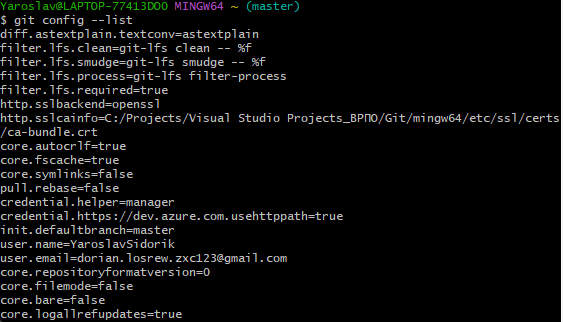 Yaroslav@LAPTOP-77413DOO MINGW64 ~ (master)
$ git config --list
diff.astextplain.textconv=astextplain
filter.lfs.clean=git-lfs clean -- %f
filter.lfs.smudge=git-lfs smudge -- %f
filter.lfs.process=git-lfs filter-process
filter.lfs.required=true
http.sslbackend=openssl
http.sslcainfo=C:/Projects/Visual Studio Projects_ВРПО/Git/mingw64/etc/ssl/certs
/ca-bundle.crt
core.autocrlf=true
core.fscache=true
core.symlinks=false
pull.rebase=false
credential.helper=manager
credential.https://dev.azure.com.usehttppath=true
init.defaultbranch=master
user.name=YaroslavSidorik
user.email=dorian.losrew.zxc123@gmail.com
core.repositoryformatversion=0
core.filemode=false
core.bare=false
core.logallrefupdates=true